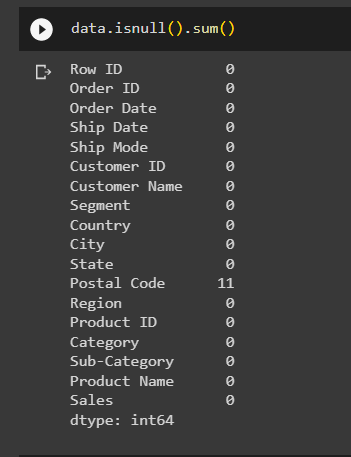 data.isnull().sum()
Row ID 0
Order ID 0
Order Date 0
Ship Date 0
Ship Mode 0
Customer ID 0
Customer Name 0
Segment 0
Country 0
City 0
State 0
Postal Code 11
Region 0
Product ID 0
Category 0
Sub-Category 0
Product Name 0
Sales 0
dtype: int64